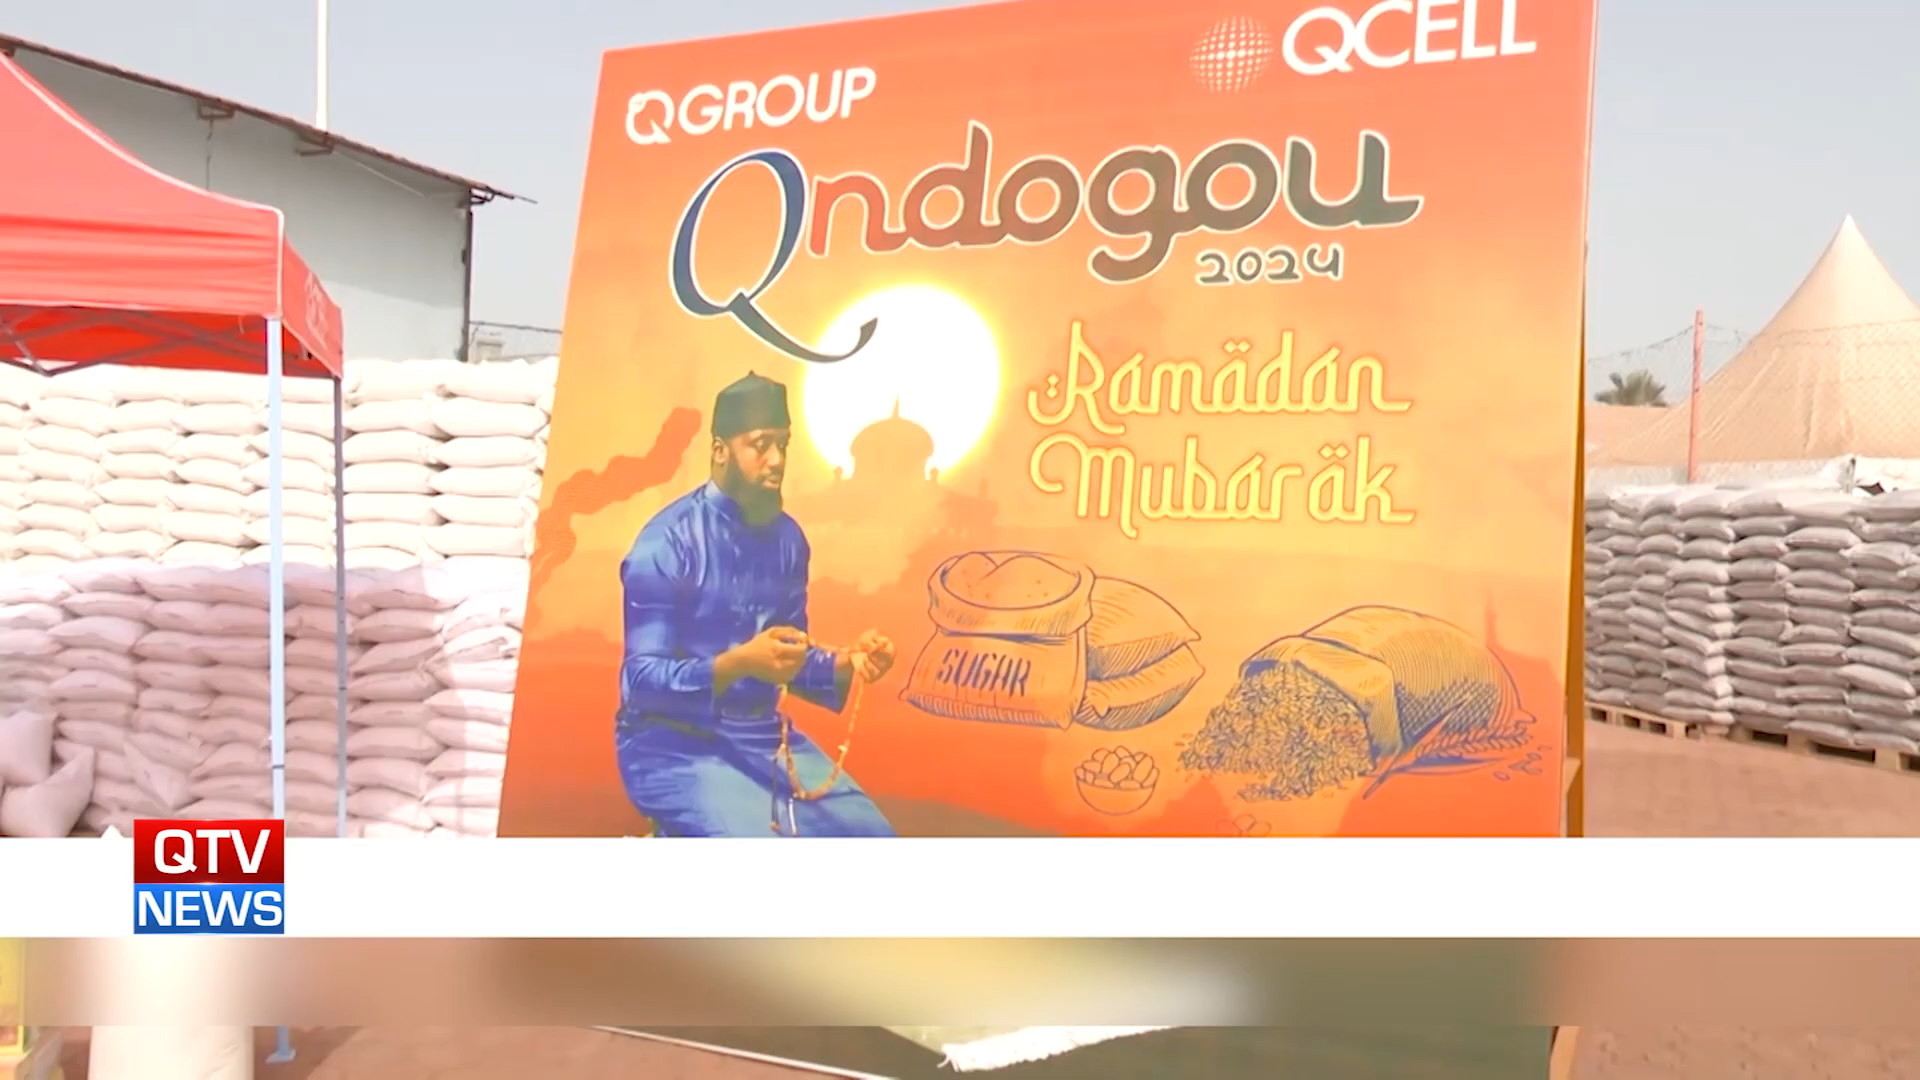 QGROUP
QCELL
Qndogou
2024
Ramädan
Mubaräk
SUGAR
QTV
NEWS